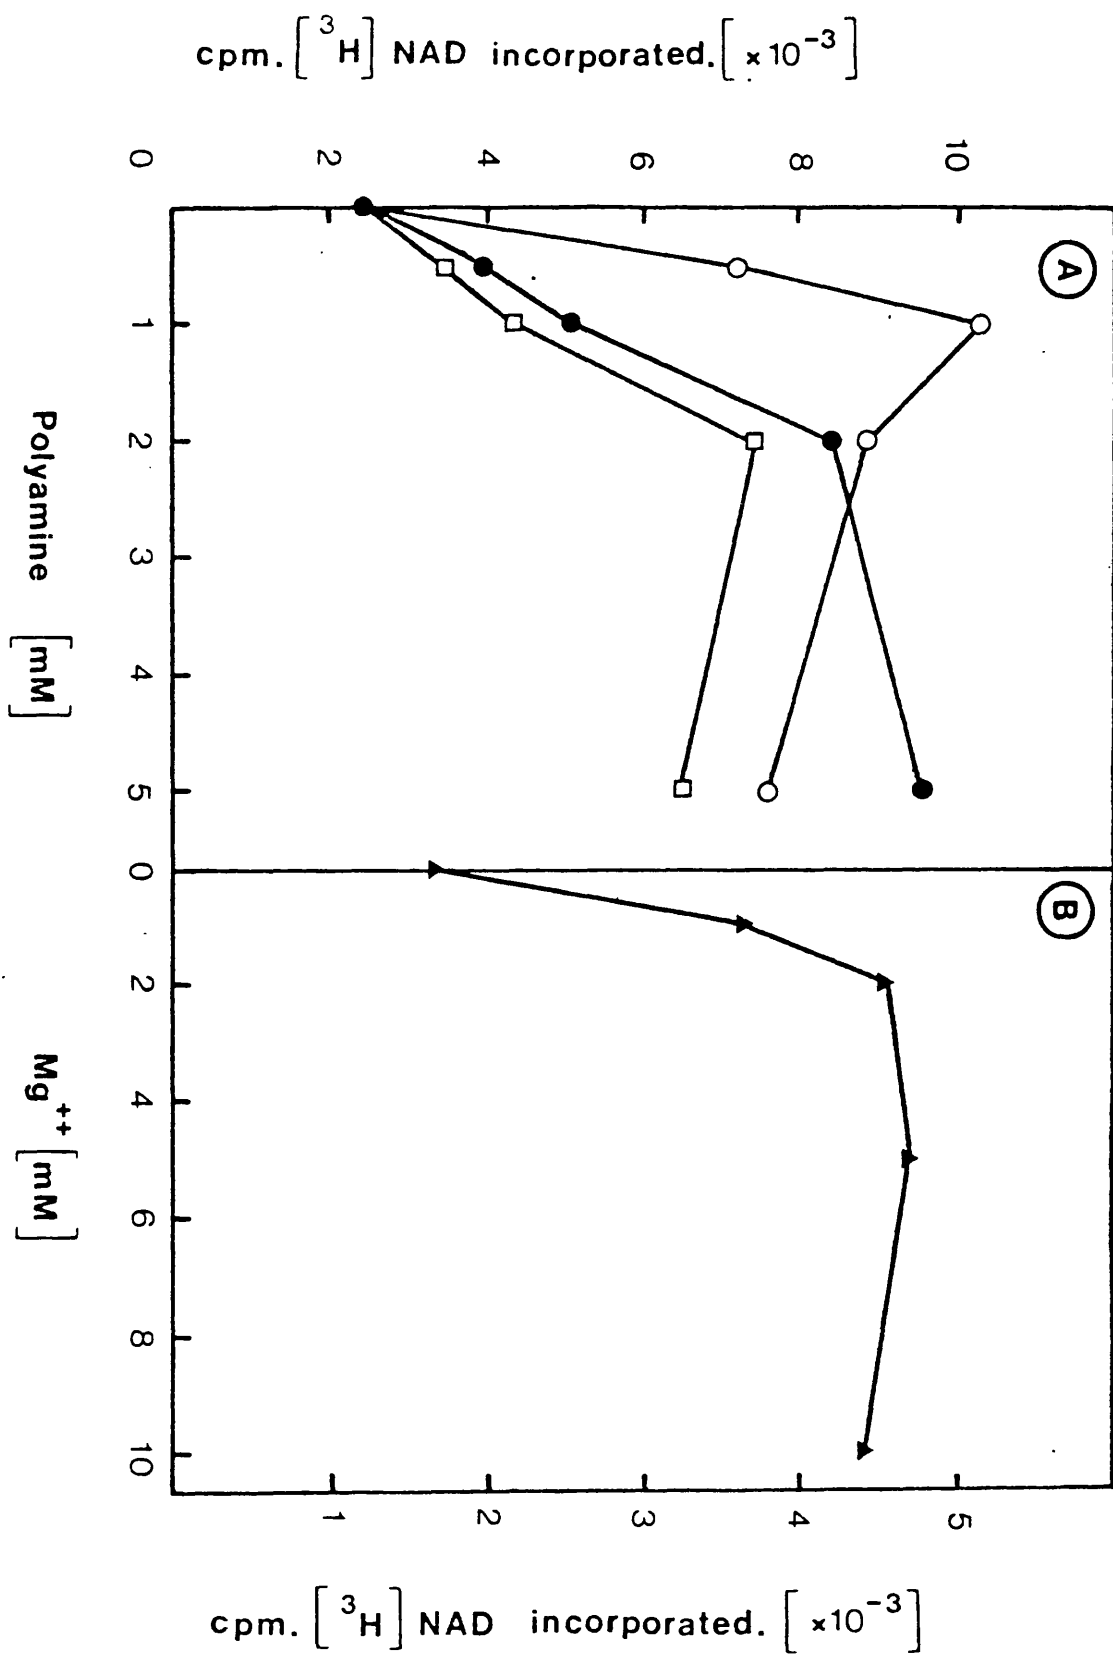 cpm. [³H] NAD incorporated. [×10⁻³]
0 2 4 6 8 10
A
1 2 3 4 5
Polyamine [mM]
B
0 2 4 6 8 10
Mg⁺⁺ [mM]
1 2 3 4 5
cpm. [³H] NAD incorporated. [×10⁻³]